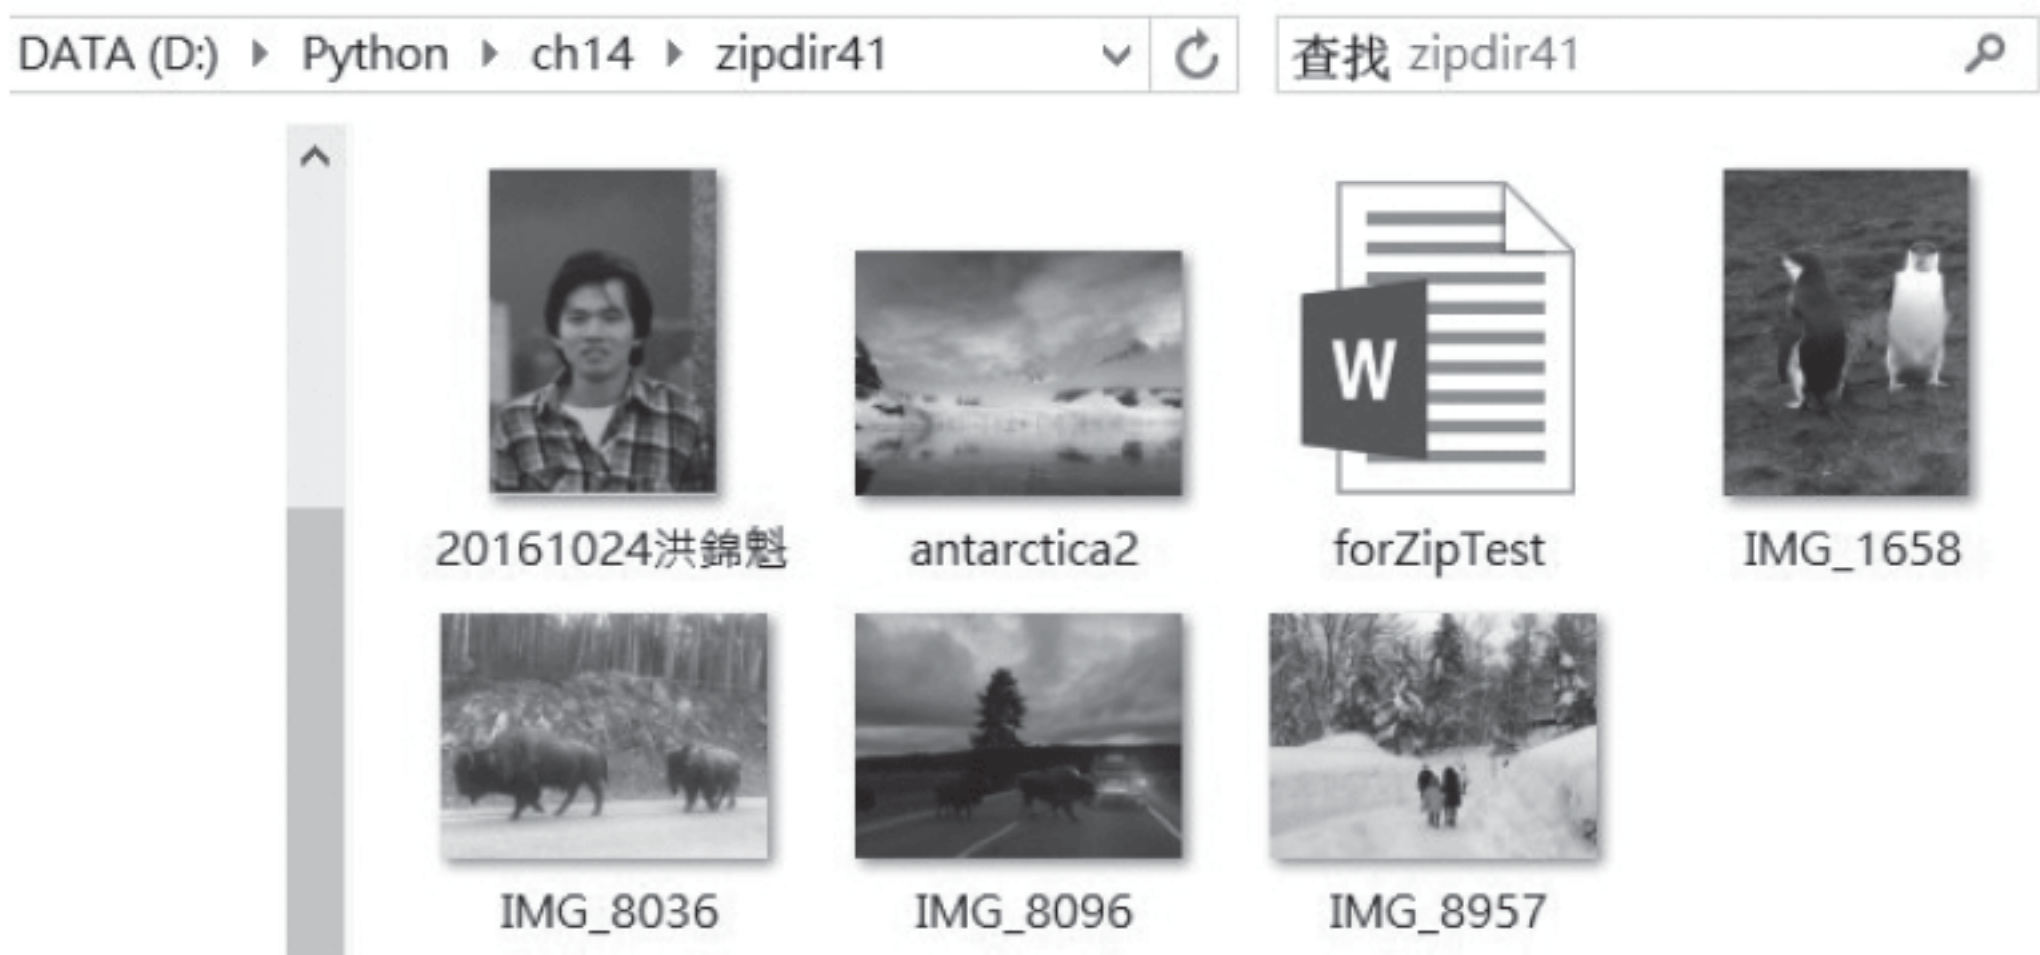 DATA (D:) Python ch14 zipdir41 查找 zipdir41
20161024洪錦魁 antarctica2 forZipTest IMG_1658
W
IMG_8036 IMG_8096 IMG_8957